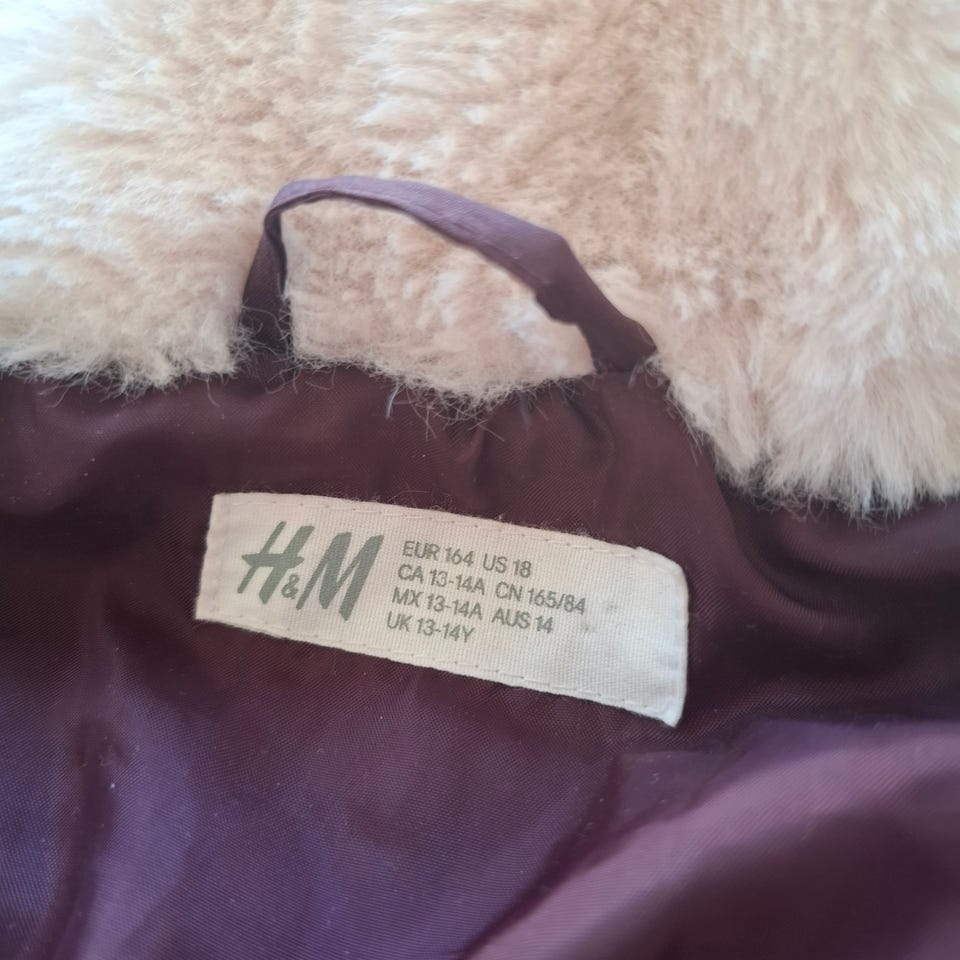 H&M
EUR 164 US 18
CA 13-14A CN 165/84
MX 13-14A AUS 14
UK 13-14Y